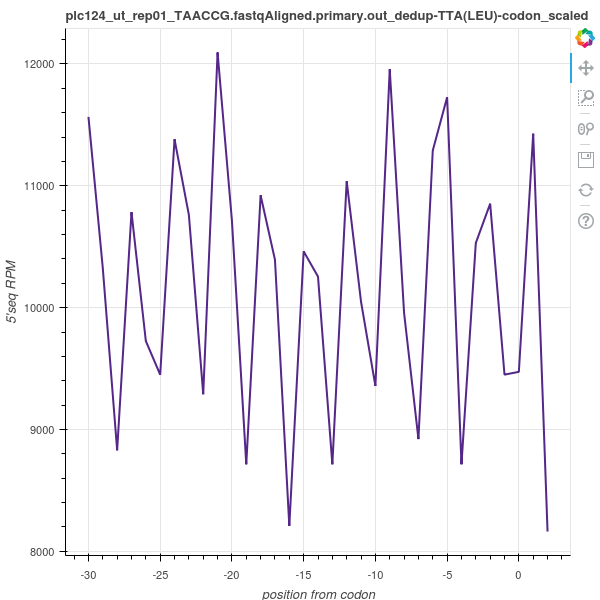 plc124_ut_rep01_TAACCG.fastqAligned.primary.out_dedup-TTA(LEU)-codon_scaled
12000
11000
10000
9000
8000
5'seq RPM
-30 -25 -20 -15 -10 -5 0
position from codon